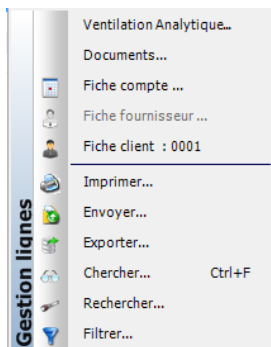 Ventilation Analytique...
Documents...
Fiche compte ...
Fiche fournisseur ...
Fiche client : 0001
Imprimer...
Envoyer...
Exporter...
Chercher... Ctrl+F
Rechercher...
Filtrer...
Gestion lignes